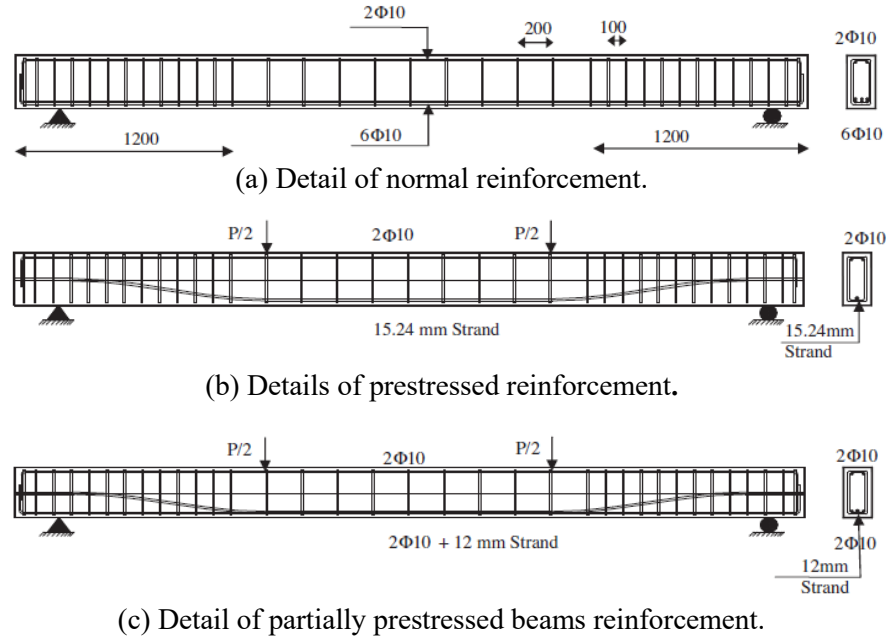 2Φ10
200
100
2Φ10
1200
6Φ10
1200
6Φ10
(a) Detail of normal reinforcement.
P/2
2Φ10
P/2
2Φ10
15.24 mm Strand
15.24mm
Strand
(b) Details of prestressed reinforcement.
P/2
2Φ10
P/2
2Φ10
2Φ10 + 12 mm Strand
2Φ10
12mm
Strand
(c) Detail of partially prestressed beams reinforcement.